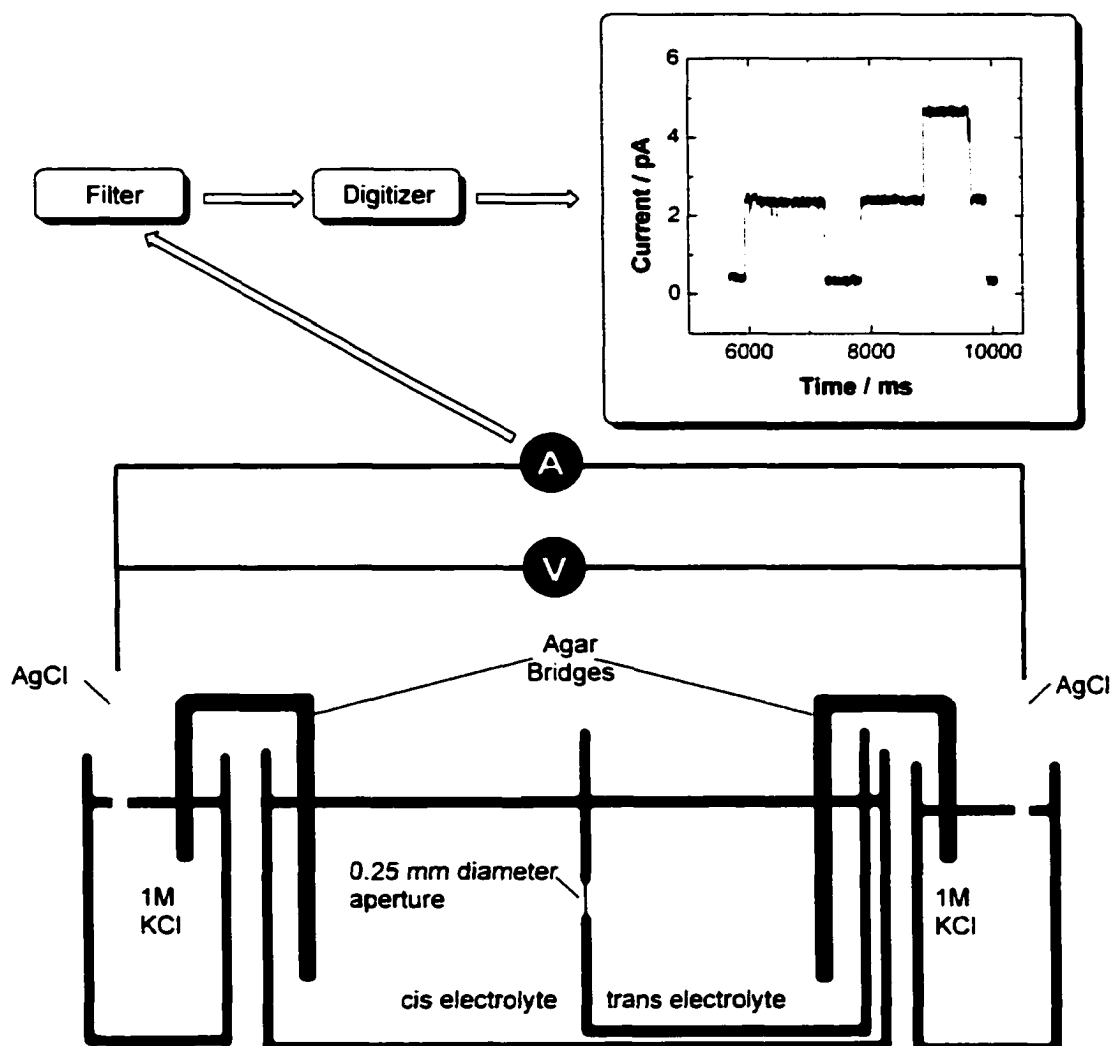 6
4
2
0
Current / pA
6000 8000 10000
Time / ms
Filter
Digitizer
A
V
Agar
Bridges
AgCl
AgCl
0.25 mm diameter
aperture
1M
KCl
1M
KCl
cis electrolyte
trans electrolyte